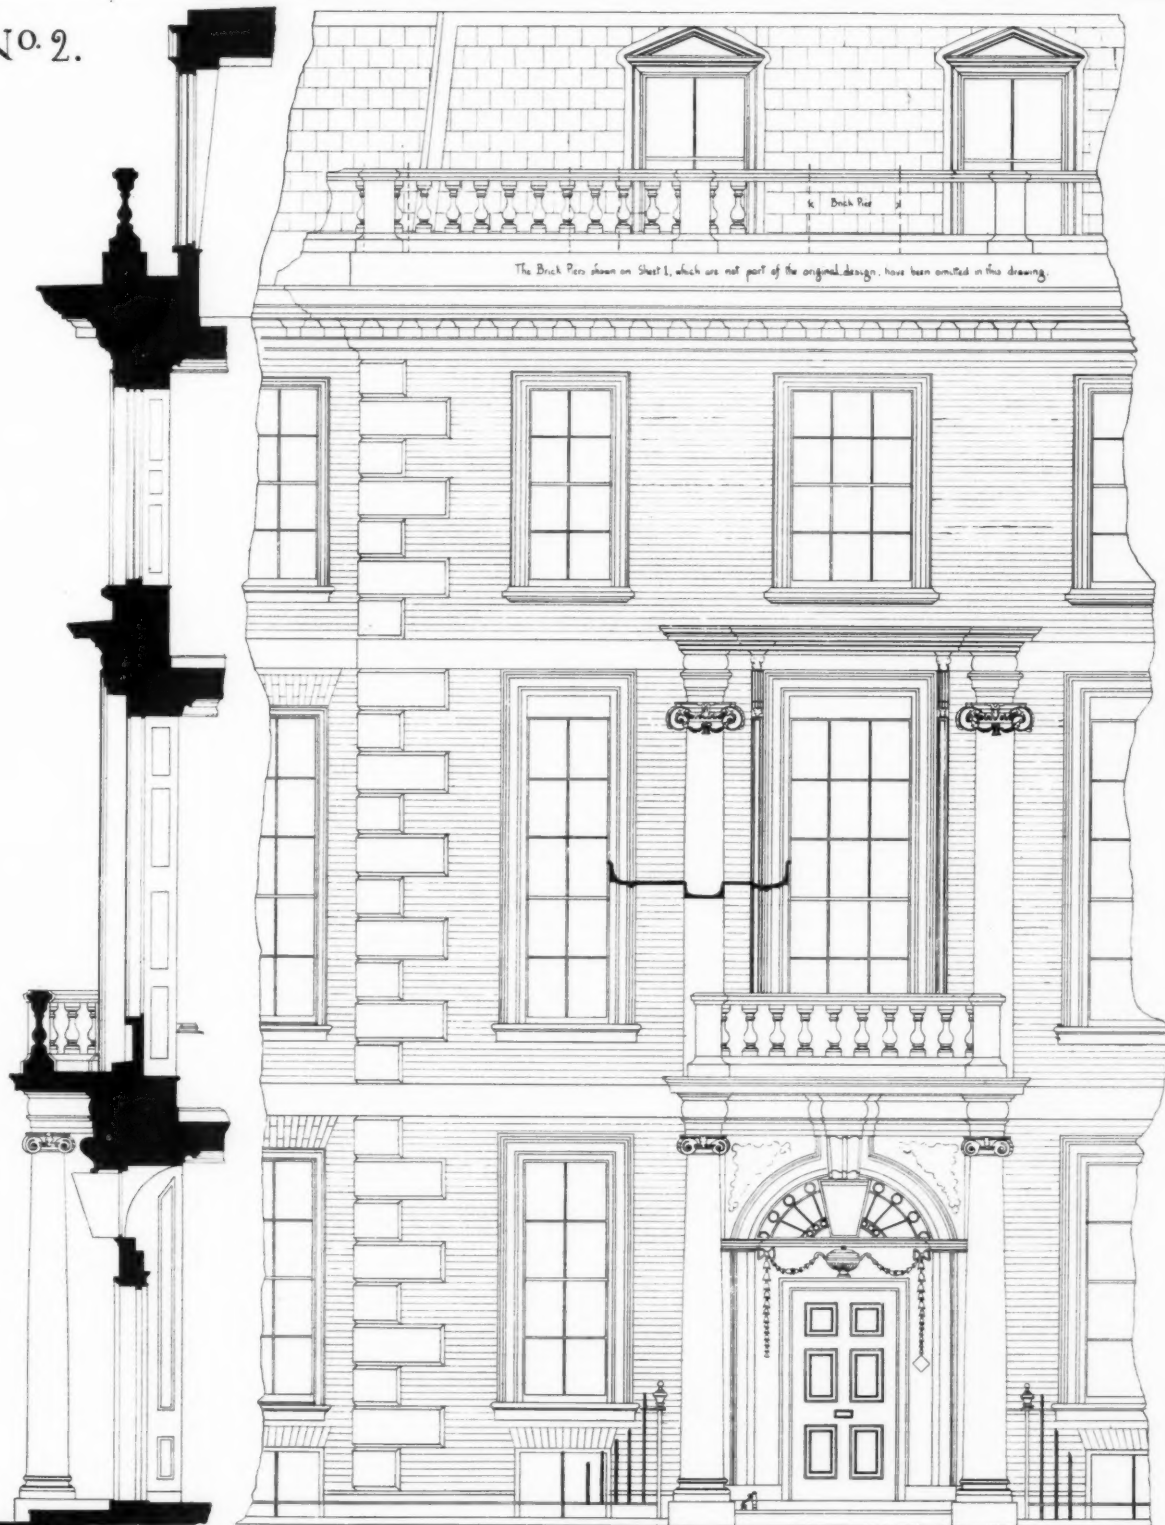 No. 2.
Brick Pier
The Brick Piers shown on Sheet 1, which are not part of the original design, have been omitted in this drawing.